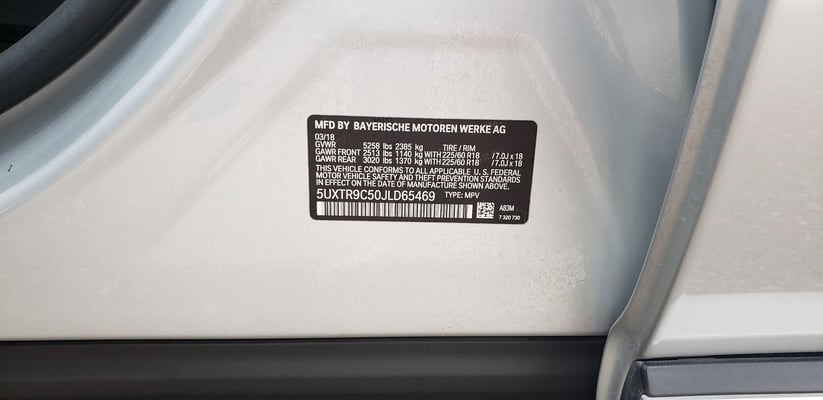 MFD BY BAYERISCHE MOTOREN WERKE AG
03/18
GVWR 5258 lbs 2385 kg TIRE / RIM
GAWR FRONT 2513 lbs 1140 kg WITH 225/60 R18 /7.0J x 18
GAWR REAR 3020 lbs 1370 kg WITH 225/60 R18 /7.0J x 18
THIS VEHICLE CONFORMS TO ALL APPLICABLE U. S. FEDERAL
MOTOR VEHICLE SAFETY AND THEFT PREVENTION STANDARDS
IN EFFECT ON THE DATE OF MANUFACTURE SHOWN ABOVE.
5UXTR9C50JLD65469 TYPE: MPV
A83M
7 320 730